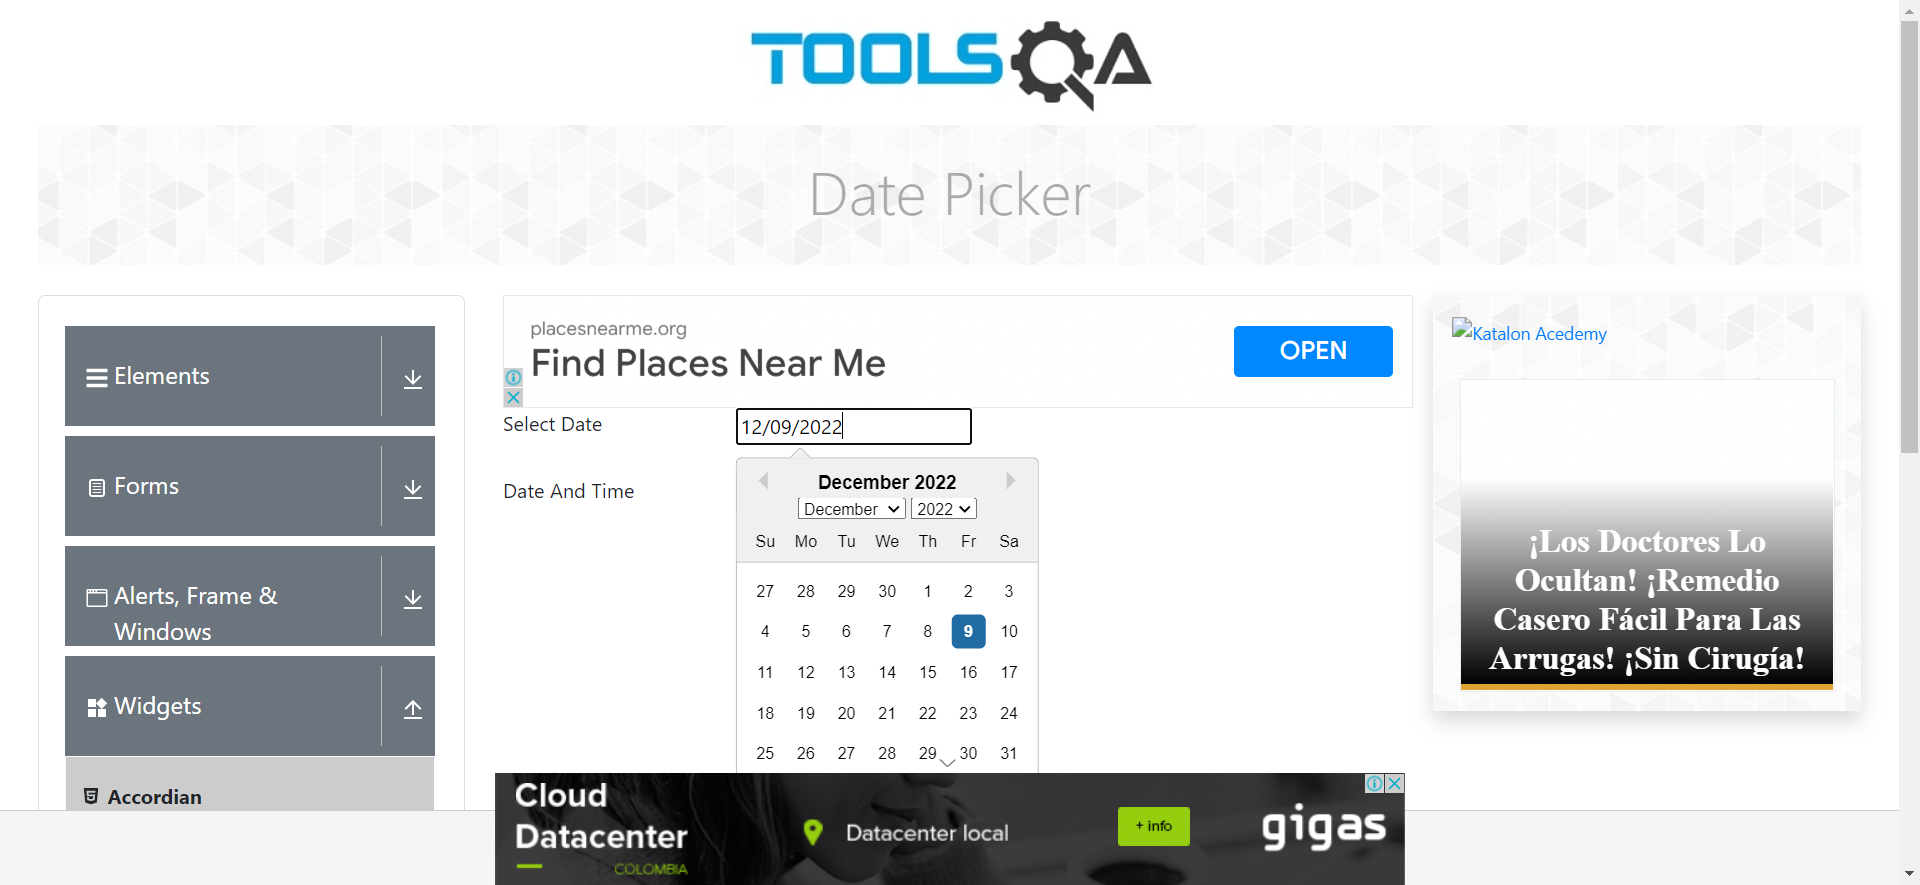 TOOLSQA
Date Picker
Elements
Forms
Alerts, Frame &
Windows
Widgets
Accordian
placesnearme.org
Find Places Near Me
OPEN
Select Date
12/09/2022
Date And Time
December 2022
December 2022
Su Mo Tu We Th Fr Sa
27 28 29 30 1 2 3
4 5 6 7 8 9 10
11 12 13 14 15 16 17
18 19 20 21 22 23 24
25 26 27 28 29 30 31
Katalon Acedemy
¡Los Doctores Lo
Ocultan! ¡Remedio
Casero Fácil Para Las
Arrugas! ¡Sin Cirugía!
Cloud
Datacenter
COLOMBIA
Datacenter local
+ info
gigas